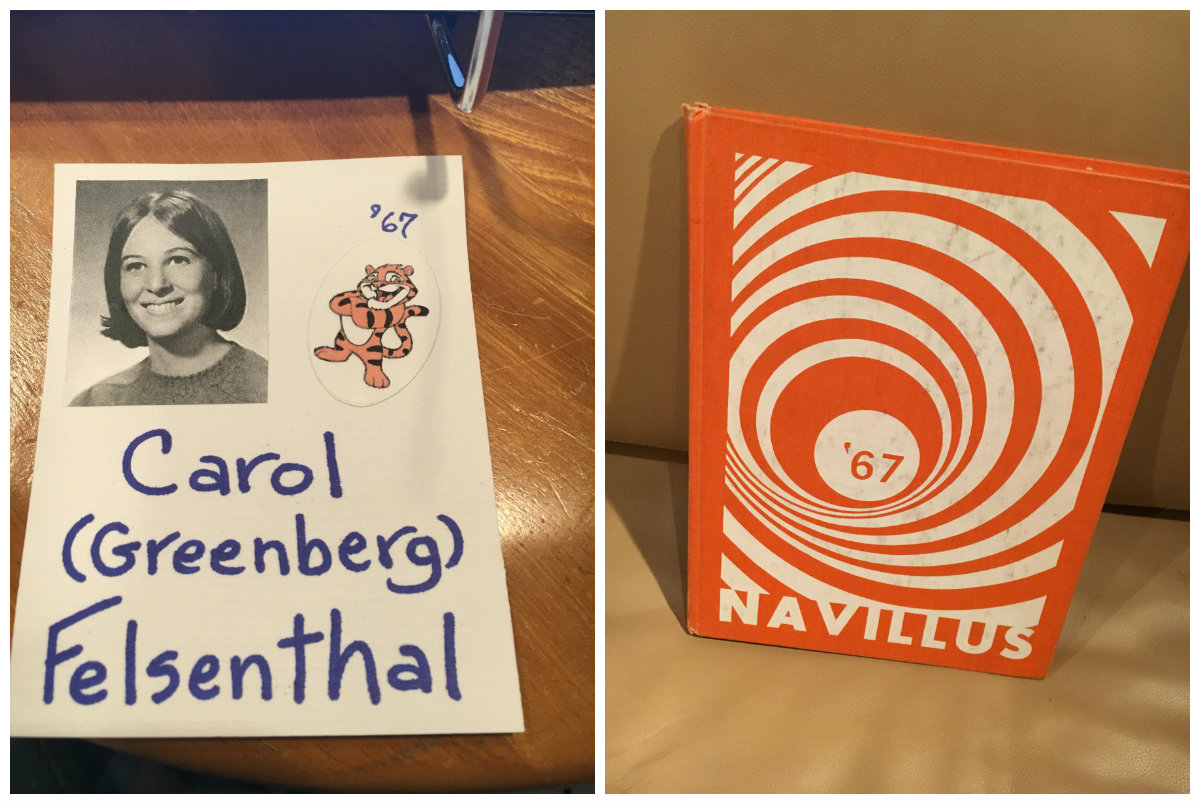 '67
Carol
(Greenberg)
Felsenthal
'67
NAVILLUS